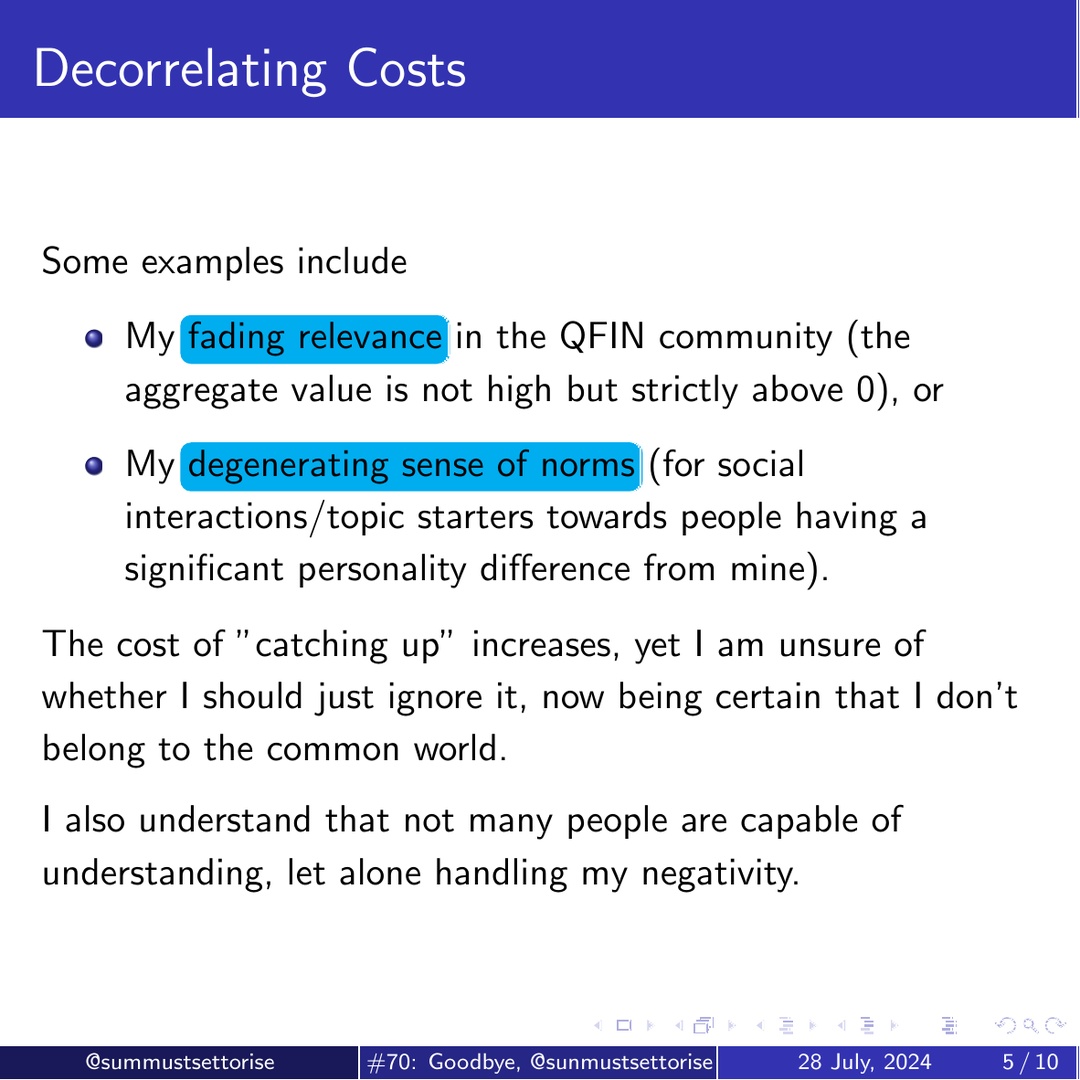 Decorrelating Costs
Some examples include
My fading relevance in the QFIN community (the
aggregate value is not high but strictly above 0), or
My degenerating sense of norms (for social
interactions/topic starters towards people having a
significant personality difference from mine).
The cost of ”catching up” increases, yet I am unsure of
whether I should just ignore it, now being certain that I don't
belong to the common world.
I also understand that not many people are capable of
understanding, let alone handling my negativity.
@summustsettorise #70: Goodbye, @sunmustsettorise 28 July, 2024 5 / 10